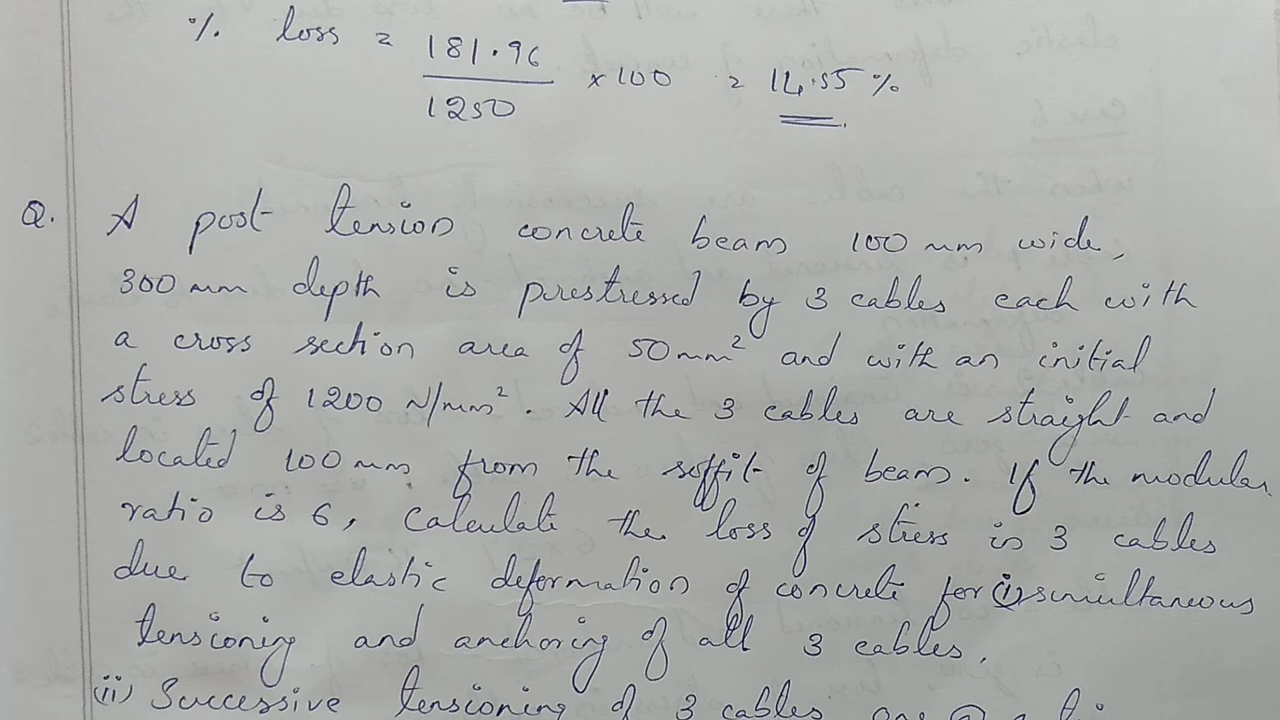 % loss = 181.96 / 1250 × 100 = 14.55 %
Q. A post tension concrete beam 100 mm wide,
300 mm depth is prestressed by 3 cables each with
a cross section area of 50 mm² and with an initial
stress of 1200 N/mm². All the 3 cables are straight and
located 100 mm from the soffit of beam. If the modular
ratio is 6, calculate the loss of stress in 3 cables
due to elastic deformation of concrete for (i) simultaneous
tensioning and anchoring of all 3 cables.
(ii) Successive tensioning of 3 cables one @ a